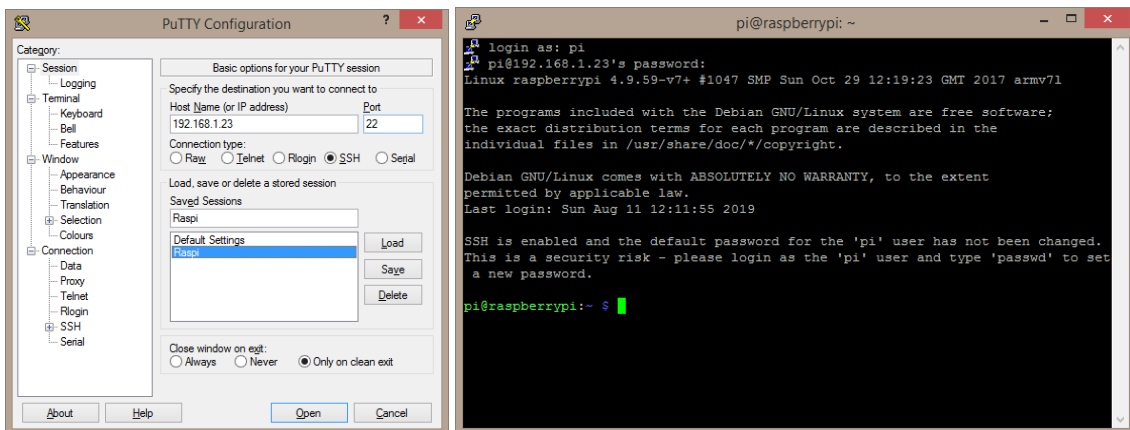 PuTTY Configuration
Category:
Session
Logging
Terminal
Keyboard
Bell
Features
Window
Appearance
Behaviour
Translation
Selection
Colours
Connection
Data
Proxy
Telnet
Rlogin
SSH
Serial
Basic options for your PuTTY session
Specify the destination you want to connect to
Host Name (or IP address) Port
192.168.1.23 22
Connection type:
Raw Telnet Rlogin SSH Serial
Load, save or delete a stored session
Saved Sessions
Raspi
Default Settings
Raspi
Load
Save
Delete
Close window on exit:
Always Never Only on clean exit
About Help Open Cancel
pi@raspberrypi: ~
login as: pi
pi@192.168.1.23's password:
Linux raspberrypi 4.9.59-v7+ #1047 SMP Sun Oct 29 12:19:23 GMT 2017 armv7l
The programs included with the Debian GNU/Linux system are free software;
the exact distribution terms for each program are described in the
individual files in /usr/share/doc/*/copyright.
Debian GNU/Linux comes with ABSOLUTELY NO WARRANTY, to the extent
permitted by applicable law.
Last login: Sun Aug 11 12:11:55 2019
SSH is enabled and the default password for the 'pi' user has not been changed.
This is a security risk - please login as the 'pi' user and type 'passwd' to set
a new password.
pi@raspberrypi:~ $